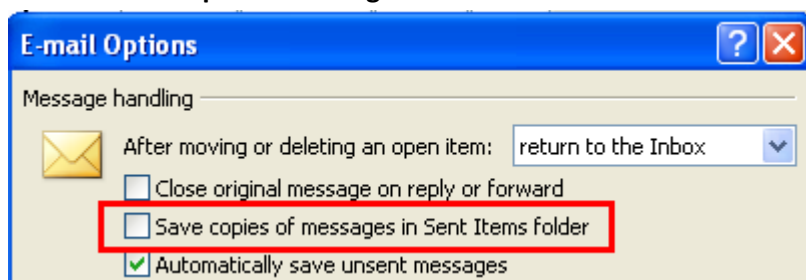 E-mail Options
Message handling
After moving or deleting an open item: return to the Inbox
Close original message on reply or forward
Save copies of messages in Sent Items folder
Automatically save unsent messages